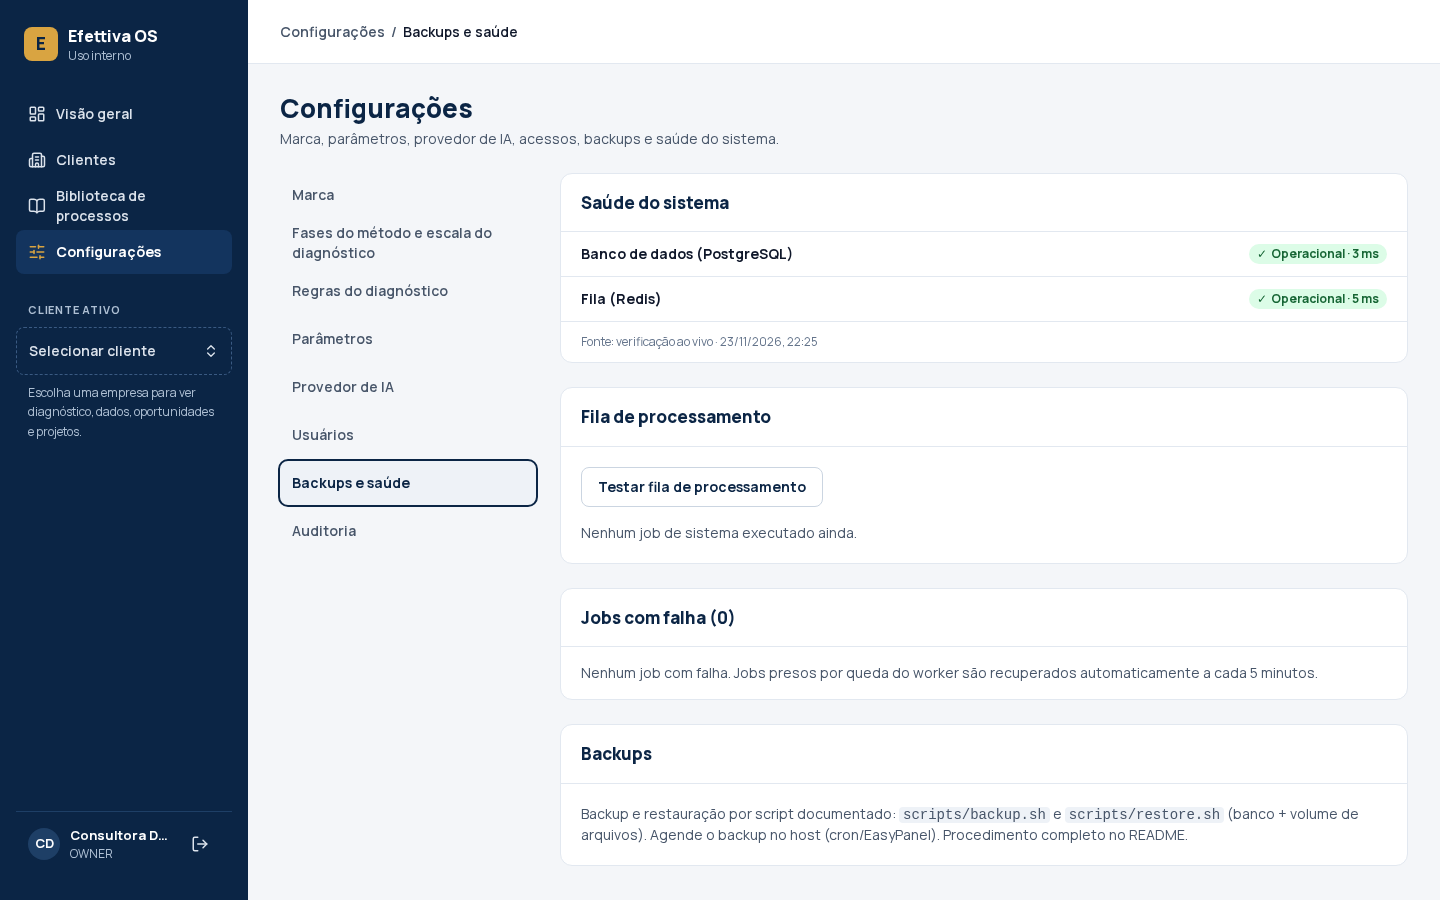 E
Efettiva OS
Uso interno
Visão geral
Clientes
Biblioteca de
processos
Configurações
CLIENTE ATIVO
Selecionar cliente
Escolha uma empresa para ver
diagnóstico, dados, oportunidades
e projetos.
CD
Consultora D...
OWNER
Configurações / Backups e saúde
Configurações
Marca, parâmetros, provedor de IA, acessos, backups e saúde do sistema.
Marca
Fases do método e escala do
diagnóstico
Regras do diagnóstico
Parâmetros
Provedor de IA
Usuários
Backups e saúde
Auditoria
Saúde do sistema
Banco de dados (PostgreSQL)
✓ Operacional · 3 ms
Fila (Redis)
✓ Operacional · 5 ms
Fonte: verificação ao vivo · 23/11/2026, 22:25
Fila de processamento
Testar fila de processamento
Nenhum job de sistema executado ainda.
Jobs com falha (0)
Nenhum job com falha. Jobs presos por queda do worker são recuperados automaticamente a cada 5 minutos.
Backups
Backup e restauração por script documentado: scripts/backup.sh e scripts/restore.sh (banco + volume de
arquivos). Agende o backup no host (cron/EasyPanel). Procedimento completo no README.